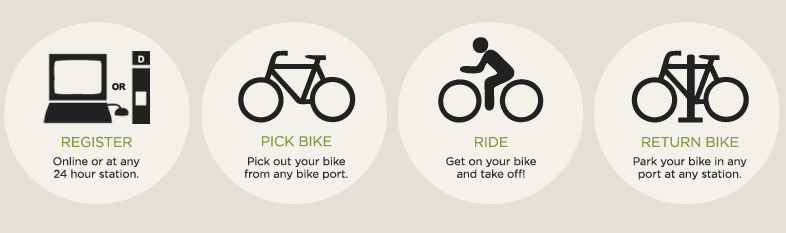 D
OR
REGISTER
Online or at any
24 hour station.
PICK BIKE
Pick out your bike
from any bike port.
RIDE
Get on your bike
and take off!
RETURN BIKE
Park your bike in any
port at any station.